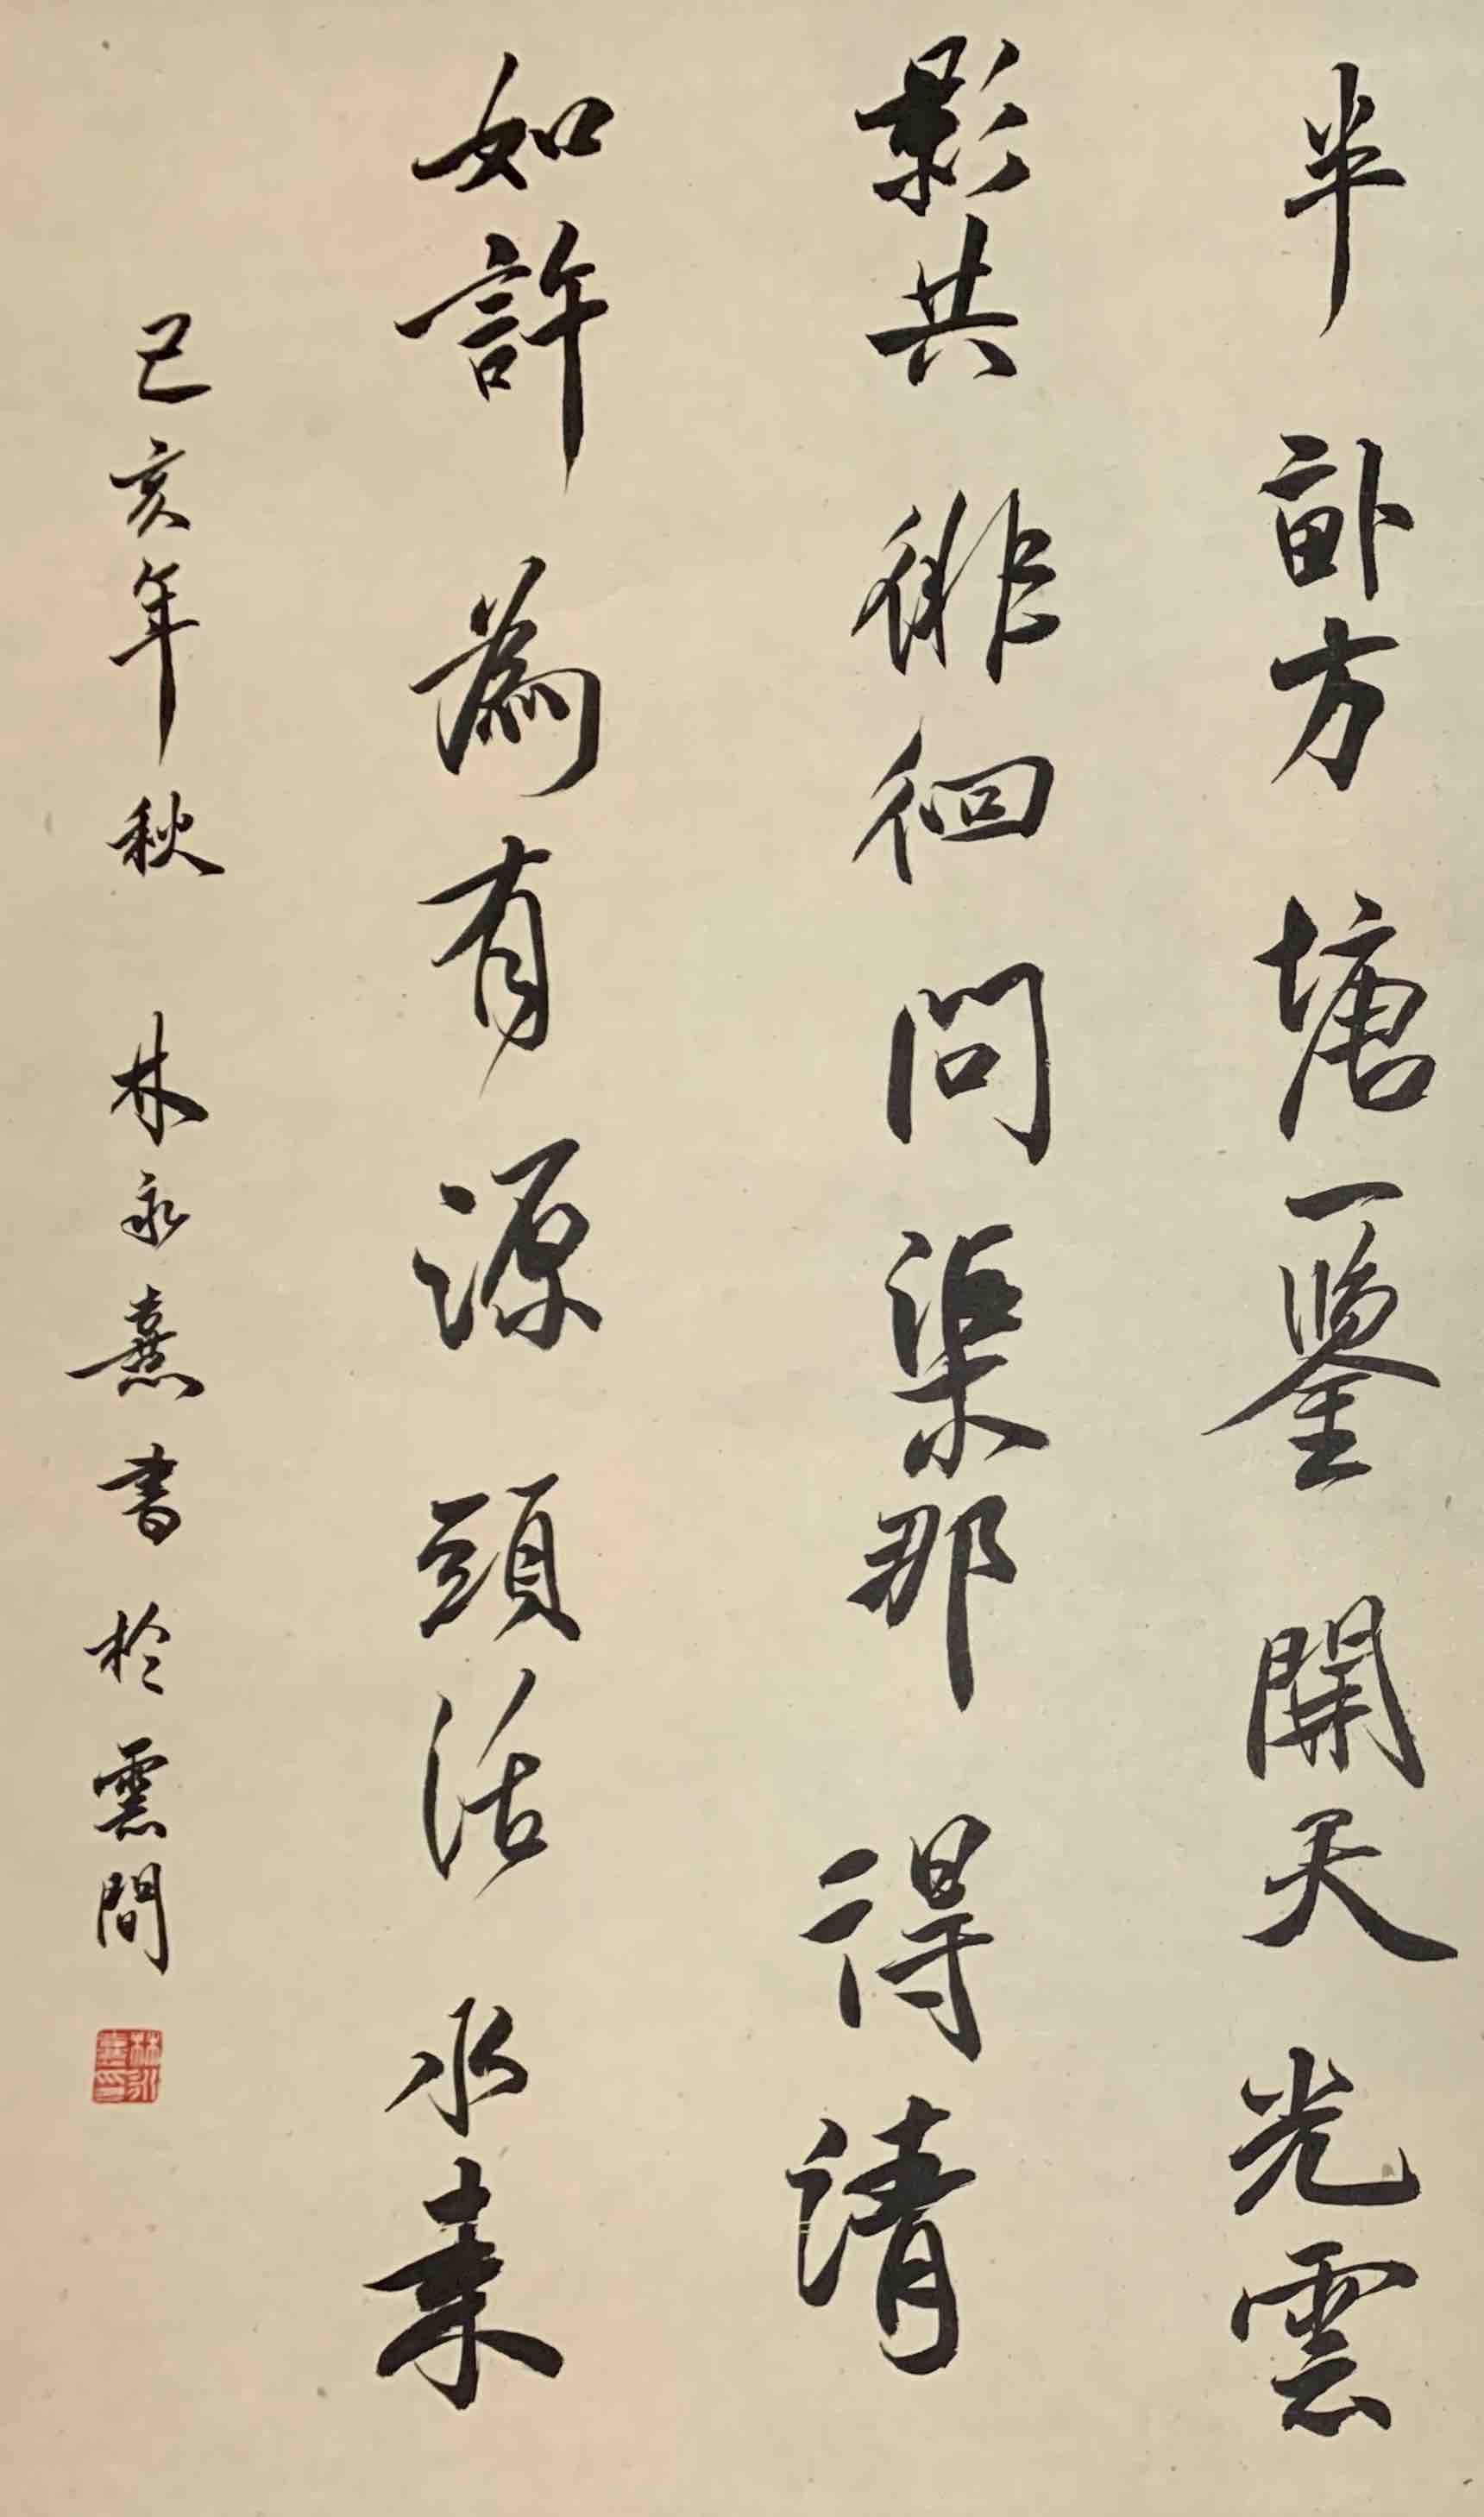 半畝方塘一鑒開天光雲
影共徘徊問渠那得清
如許為有源頭活水來
己亥年秋 林永熹書於雲間
林永熹印